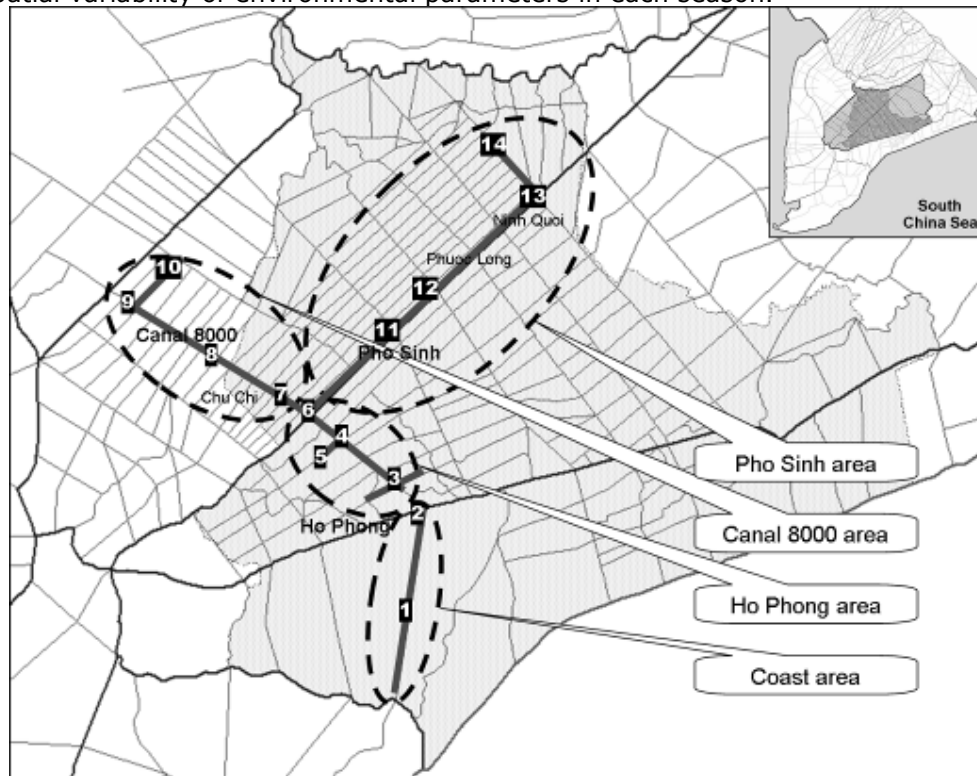 spatial variability of environmental parameters in each season.
South
China Sea
14
13
Ninh Quoi
Phuoc Long
10
12
9
11
Canal 8000
Pho Sinh
8
Chu Chi
7
6
4
5
3
Pho Sinh area
2
Ho Phong
Canal 8000 area
1
Ho Phong area
Coast area